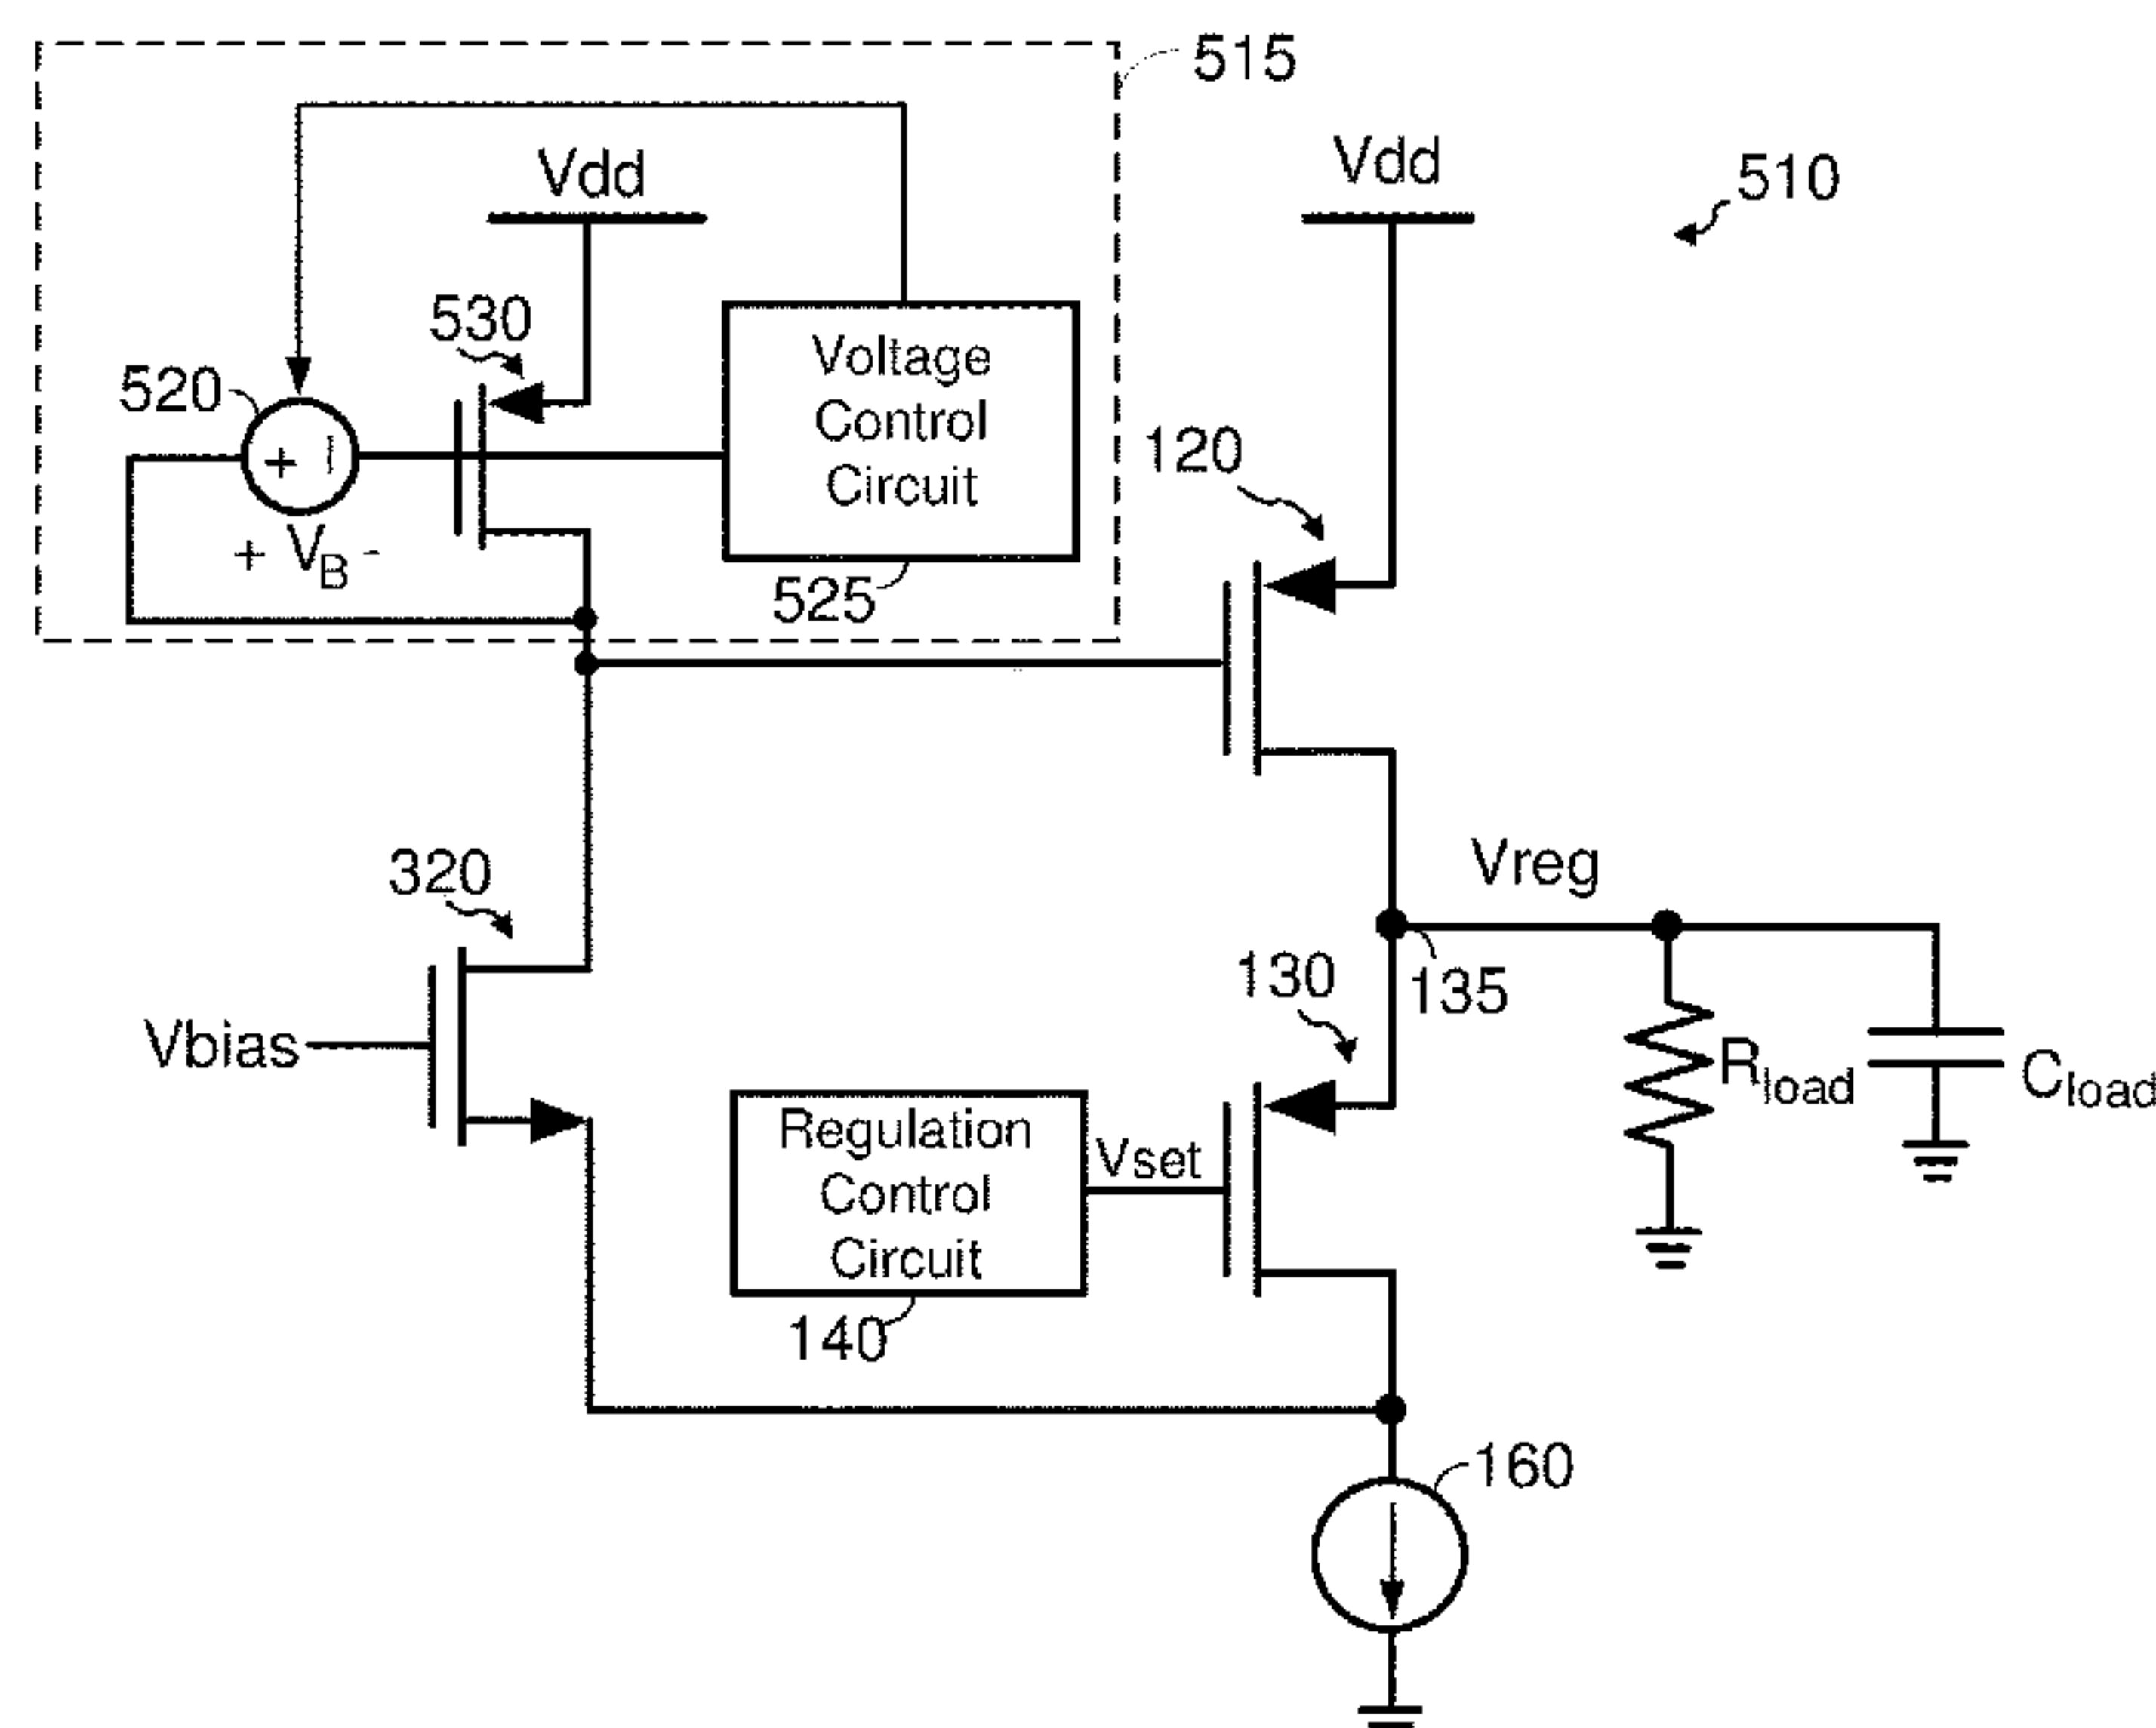 515
Vdd
Vdd
510
530
Voltage
Control
Circuit
520
120
+ -
+ VB -
525
320
Vreg
130
135
Vbias
Rload
Cload
Regulation
Control
Circuit
Vset
140
160